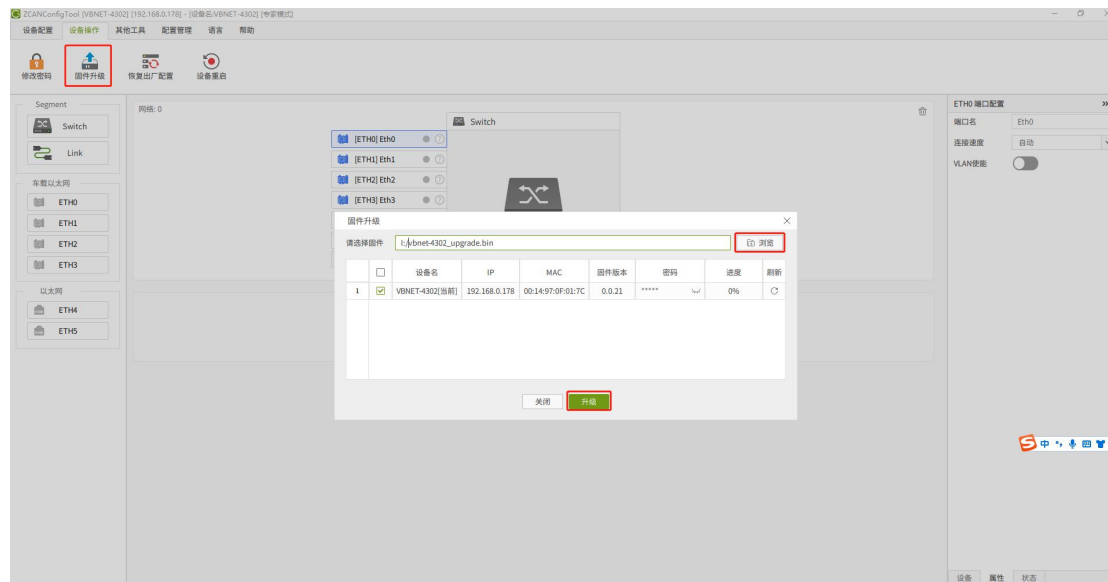 ZCANConfigTool [VBNET-4302] [192.168.0.178] - [设备名:VBNET-4302] [专家模式]
设备配置 设备操作 其他工具 配置管理 语言 帮助
修改密码 固件升级 恢复出厂配置 设备重启
Segment
Switch
Link
车载以太网
ETH0
ETH1
ETH2
ETH3
以太网
ETH4
ETH5
网络: 0
Switch
[ETH0] Eth0
[ETH1] Eth1
[ETH2] Eth2
[ETH3] Eth3
固件升级
请选择固件 I:/vbnet-4302_upgrade.bin 浏览
设备名 IP MAC 固件版本 密码 进度 刷新
1 VBNET-4302[当前] 192.168.0.178 00:14:97:0F:01:7C 0.0.21 ***** 0%
关闭 升级
ETH0 端口配置 »
端口名 Eth0
连接速度 自动
VLAN使能
中
设备 属性 状态